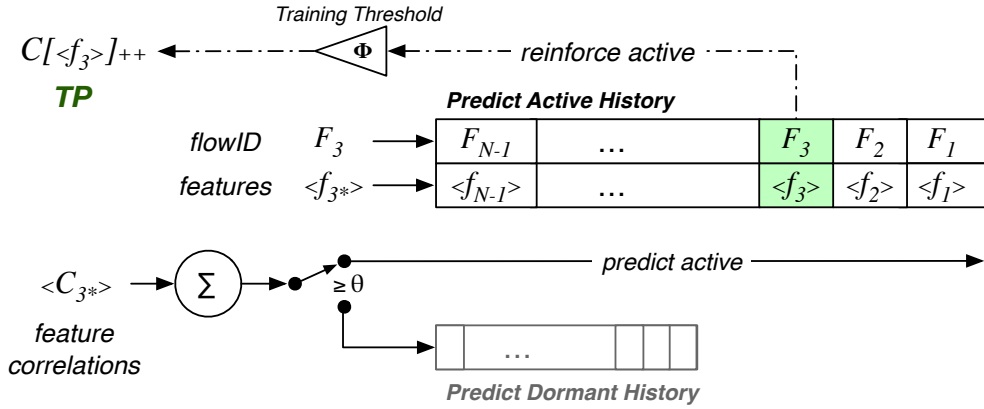 Training Threshold
C[<f3>]++
Φ
reinforce active
TP
Predict Active History
flowID F3 FN-1 ... F3 F2 F1
features <f3*> <fN-1> ... <f3> <f2> <f1>
<C3*> Σ ≥ θ predict active
feature
correlations
...
Predict Dormant History